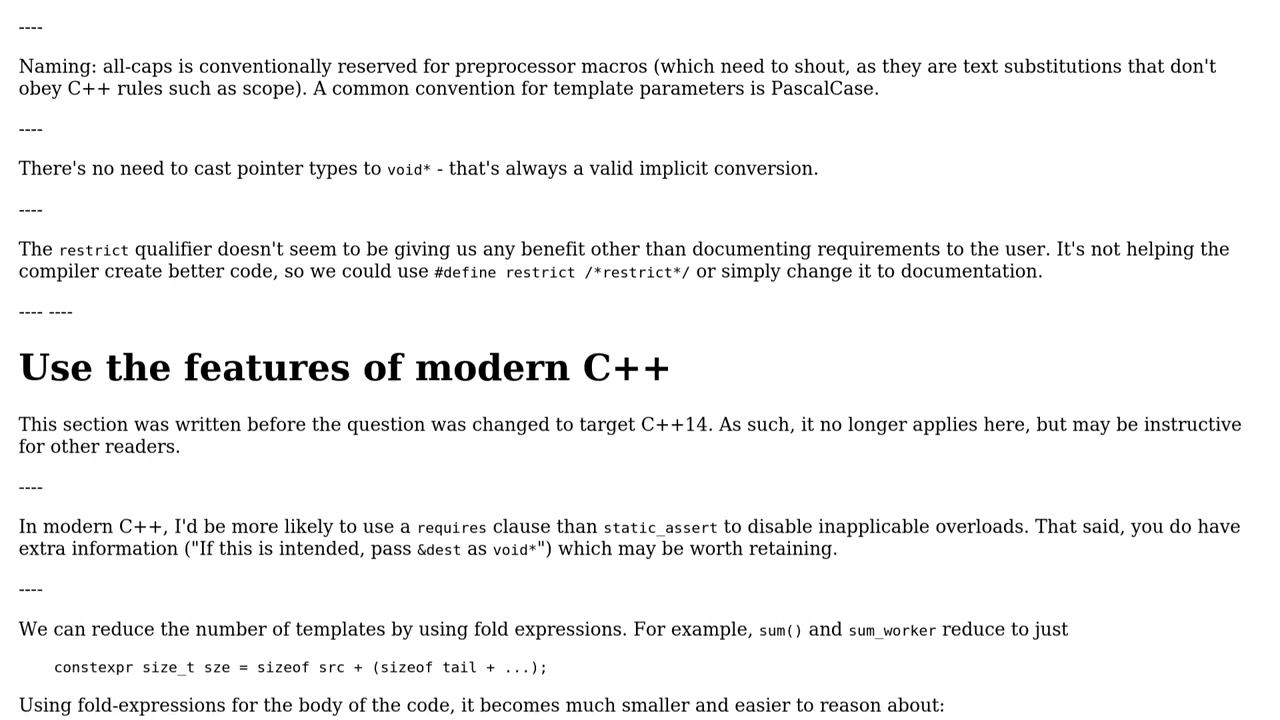 ----
Naming: all-caps is conventionally reserved for preprocessor macros (which need to shout, as they are text substitutions that don't
obey C++ rules such as scope). A common convention for template parameters is PascalCase.
----
There's no need to cast pointer types to void* - that's always a valid implicit conversion.
----
The restrict qualifier doesn't seem to be giving us any benefit other than documenting requirements to the user. It's not helping the
compiler create better code, so we could use #define restrict /*restrict*/ or simply change it to documentation.
---- ----
Use the features of modern C++
This section was written before the question was changed to target C++14. As such, it no longer applies here, but may be instructive
for other readers.
----
In modern C++, I'd be more likely to use a requires clause than static_assert to disable inapplicable overloads. That said, you do have
extra information ("If this is intended, pass &dest as void*") which may be worth retaining.
----
We can reduce the number of templates by using fold expressions. For example, sum() and sum_worker reduce to just
constexpr size_t sze = sizeof src + (sizeof tail + ...);
Using fold-expressions for the body of the code, it becomes much smaller and easier to reason about: